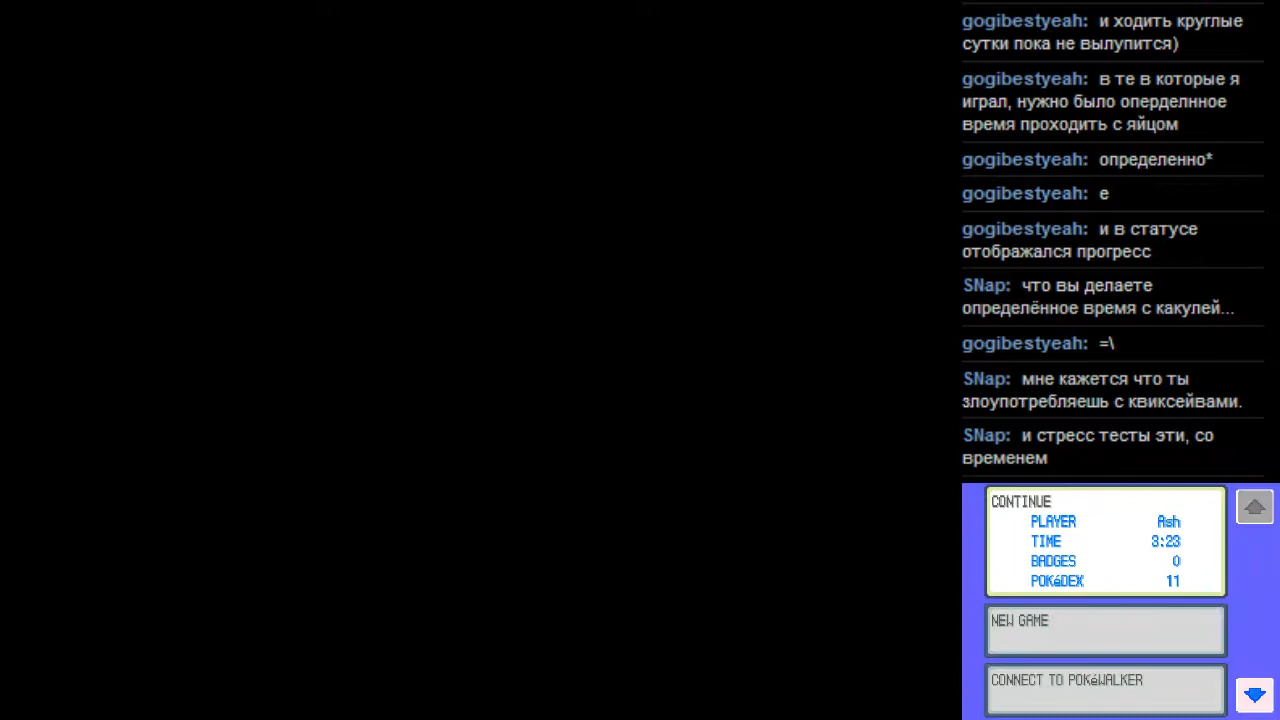 gogibestyeah: и ходить круглые
сутки пока не вылупится)
gogibestyeah: в те в которые я
играл, нужно было оперделнное
время проходить с яйцом
gogibestyeah: определенно*
gogibestyeah: е
gogibestyeah: и в статусе
отображался прогресс
SNap: что вы делаете
определённое время с какулей...
gogibestyeah: =\
SNap: мне кажется что ты
злоупотребляешь с квиксейвами.
SNap: и стресс тесты эти, со
временем
CONTINUE
PLAYER Ash
TIME 3:23
BADGES 0
POKéDEX 11
NEW GAME
CONNECT TO POKéWALKER